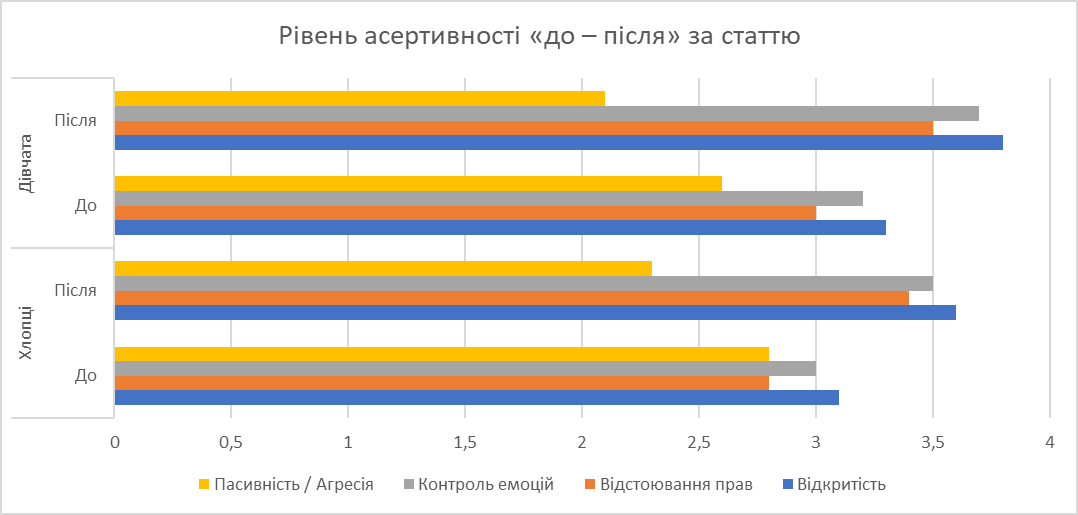 Рівень асертивності «до – після» за статтю
Дівчата
Після
До
Хлопці
Після
До
0 0,5 1 1,5 2 2,5 3 3,5 4
Пасивність / Агресія Контроль емоцій Відстоювання прав Відкритість